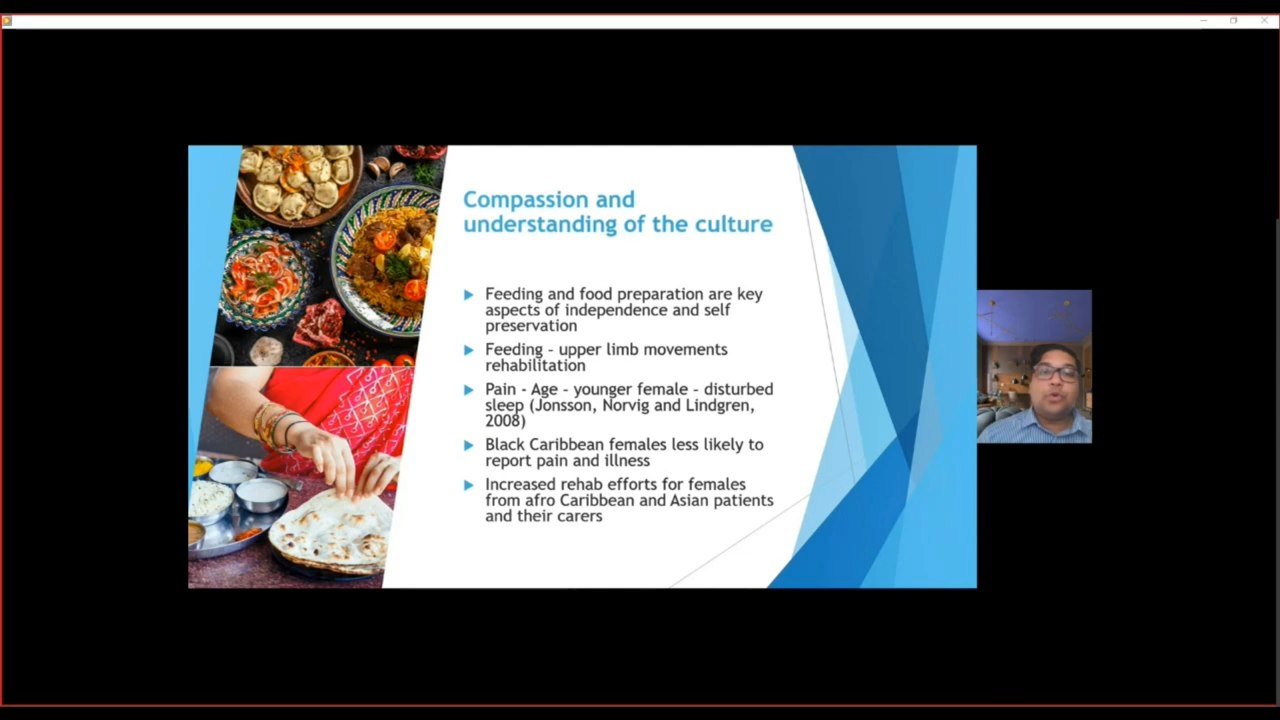 Compassion and
understanding of the culture
Feeding and food preparation are key
aspects of independence and self
preservation
Feeding - upper limb movements
rehabilitation
Pain - Age – younger female – disturbed
sleep (Jonsson, Norvig and Lindgren,
2008)
Black Caribbean females less likely to
report pain and illness
Increased rehab efforts for females
from afro Caribbean and Asian patients
and their carers